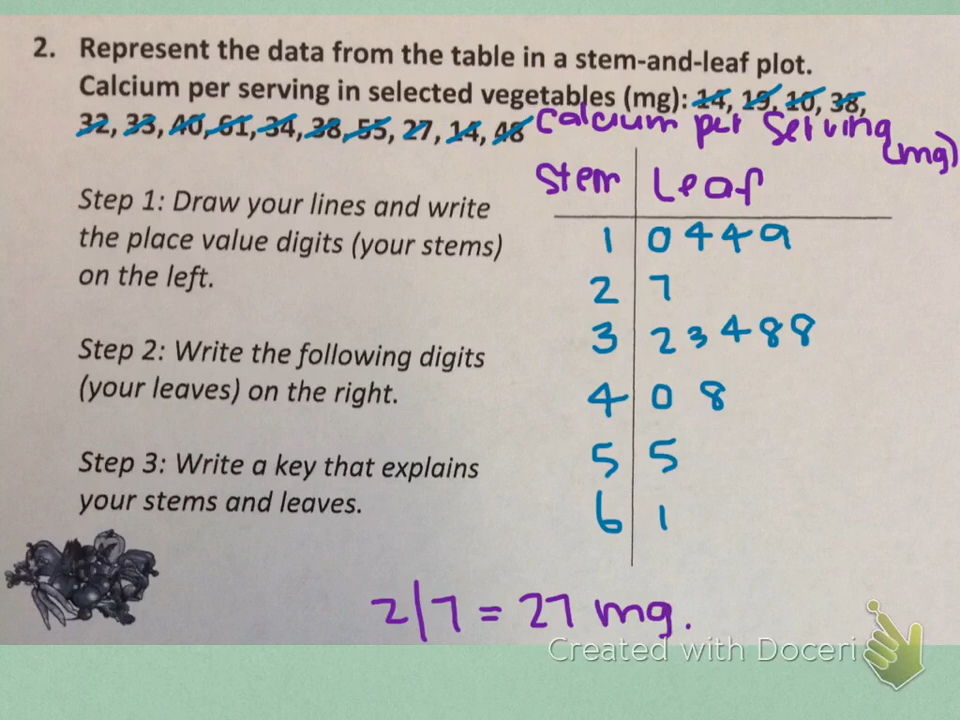 2. Represent the data from the table in a stem-and-leaf plot.
Calcium per serving in selected vegetables (mg): 14, 19, 10, 38,
32, 33, 40, 61, 34, 38, 55, 27, 14, 48
Calcium per Serving
(mg)
Step 1: Draw your lines and write
the place value digits (your stems)
on the left.
Step 2: Write the following digits
(your leaves) on the right.
Step 3: Write a key that explains
your stems and leaves.
Stem Leaf
1 0 4 4 9
2 7
3 2 3 4 8 8
4 0 8
5 5
6 1
2/7 = 27 mg.
Created with Doceri